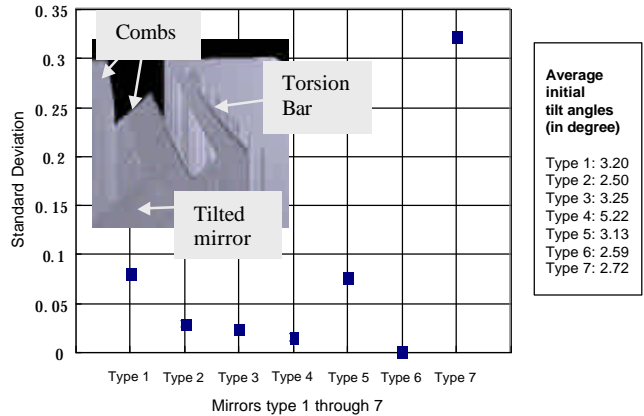 0.35
0.3
0.25
0.2
0.15
0.1
0.05
0
Standard Deviation
Combs
Torsion
Bar
Tilted
mirror
Type 1
Type 2
Type 3
Type 4
Type 5
Type 6
Type 7
Mirrors type 1 through 7
Average
initial
tilt angles
(in degree)
Type 1: 3.20
Type 2: 2.50
Type 3: 3.25
Type 4: 5.22
Type 5: 3.13
Type 6: 2.59
Type 7: 2.72